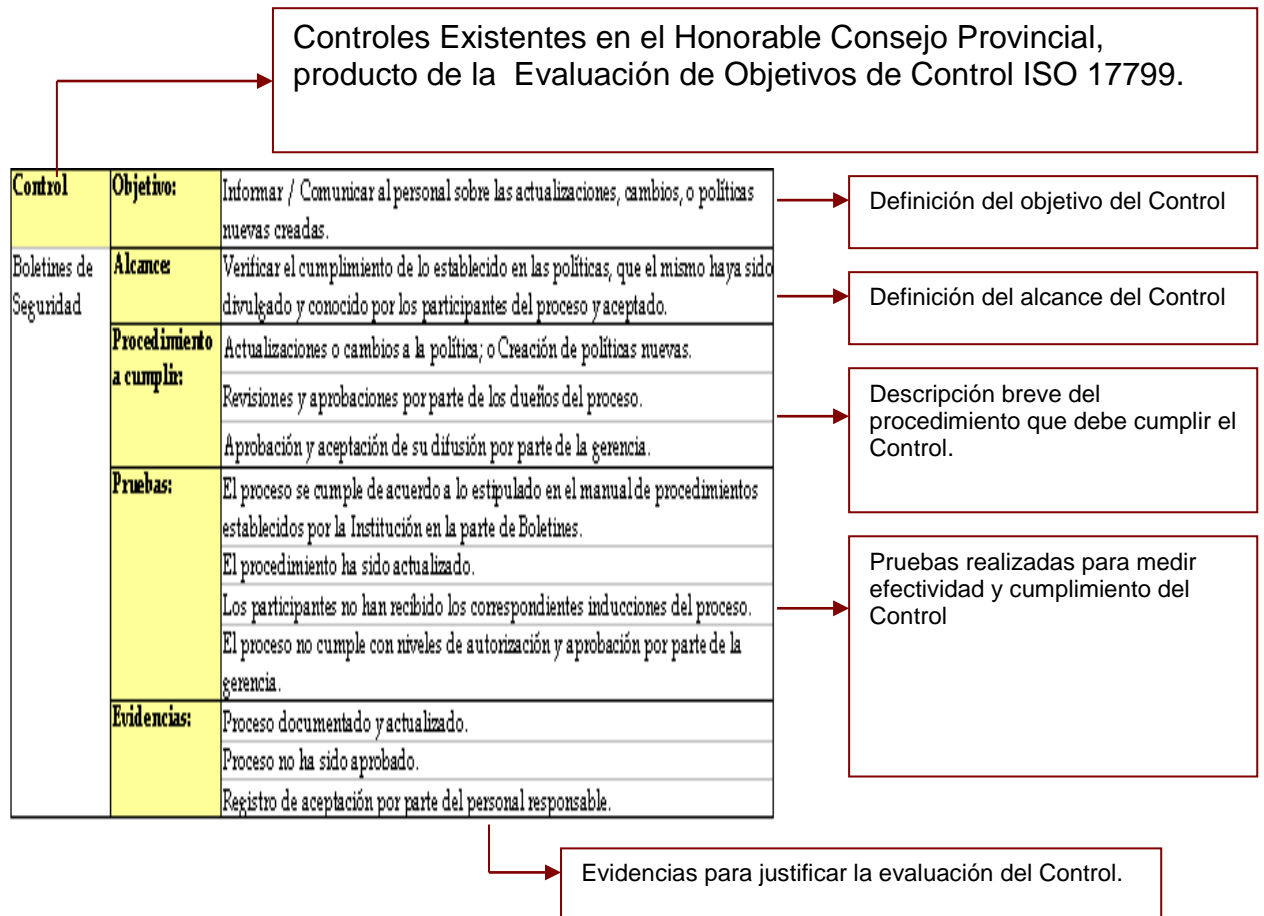 Controles Existentes en el Honorable Consejo Provincial,
producto de la  Evaluación de Objetivos de Control ISO 17799.
Control
Objetivo:
Informar / Comunicar al personal sobre las actualizaciones, cambios, o políticas
nuevas creadas.
Definición del objetivo del Control
Boletines de
Seguridad
Alcance:
Verificar el cumplimiento de lo establecido en las políticas, que el mismo haya sido
divulgado y conocido por los participantes del proceso y aceptado.
Definición del alcance del Control
Procedimiento
a cumplir:
Actualizaciones o cambios a la política; o Creación de políticas nuevas.
Revisiones y aprobaciones por parte de los dueños del proceso.
Aprobación y aceptación de su difusión por parte de la gerencia.
Descripción breve del
procedimiento que debe cumplir el
Control.
Pruebas:
El proceso se cumple de acuerdo a lo estipulado en el manual de procedimientos
establecidos por la Institución en la parte de Boletines.
El procedimiento ha sido actualizado.
Los participantes no han recibido los correspondientes inducciones del proceso.
El proceso no cumple con niveles de autorización y aprobación por parte de la
gerencia.
Pruebas realizadas para medir
efectividad y cumplimiento del
Control
Evidencias:
Proceso documentado y actualizado.
Proceso no ha sido aprobado.
Registro de aceptación por parte del personal responsable.
Evidencias para justificar la evaluación del Control.